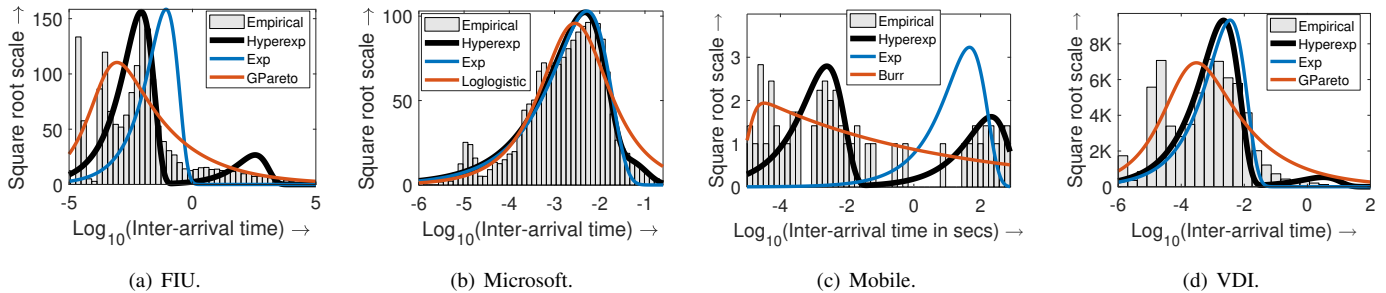 Square root scale →
150
100
50
0
-5
0
5
Log10(Inter-arrival time) →
Empirical
Hyperexp
Exp
GPareto
(a) FIU.
Square root scale →
100
50
0
-6
-5
-4
-3
-2
-1
Log10(Inter-arrival time) →
Empirical
Hyperexp
Exp
Loglogistic
(b) Microsoft.
Square root scale →
3
2
1
0
-4
-2
0
2
Log10(Inter-arrival time in secs) →
Empirical
Hyperexp
Exp
Burr
(c) Mobile.
Square root scale →
8K
6K
4K
2K
0
-6
-4
-2
0
2
Log10(Inter-arrival time) →
Empirical
Hyperexp
Exp
GPareto
(d) VDI.